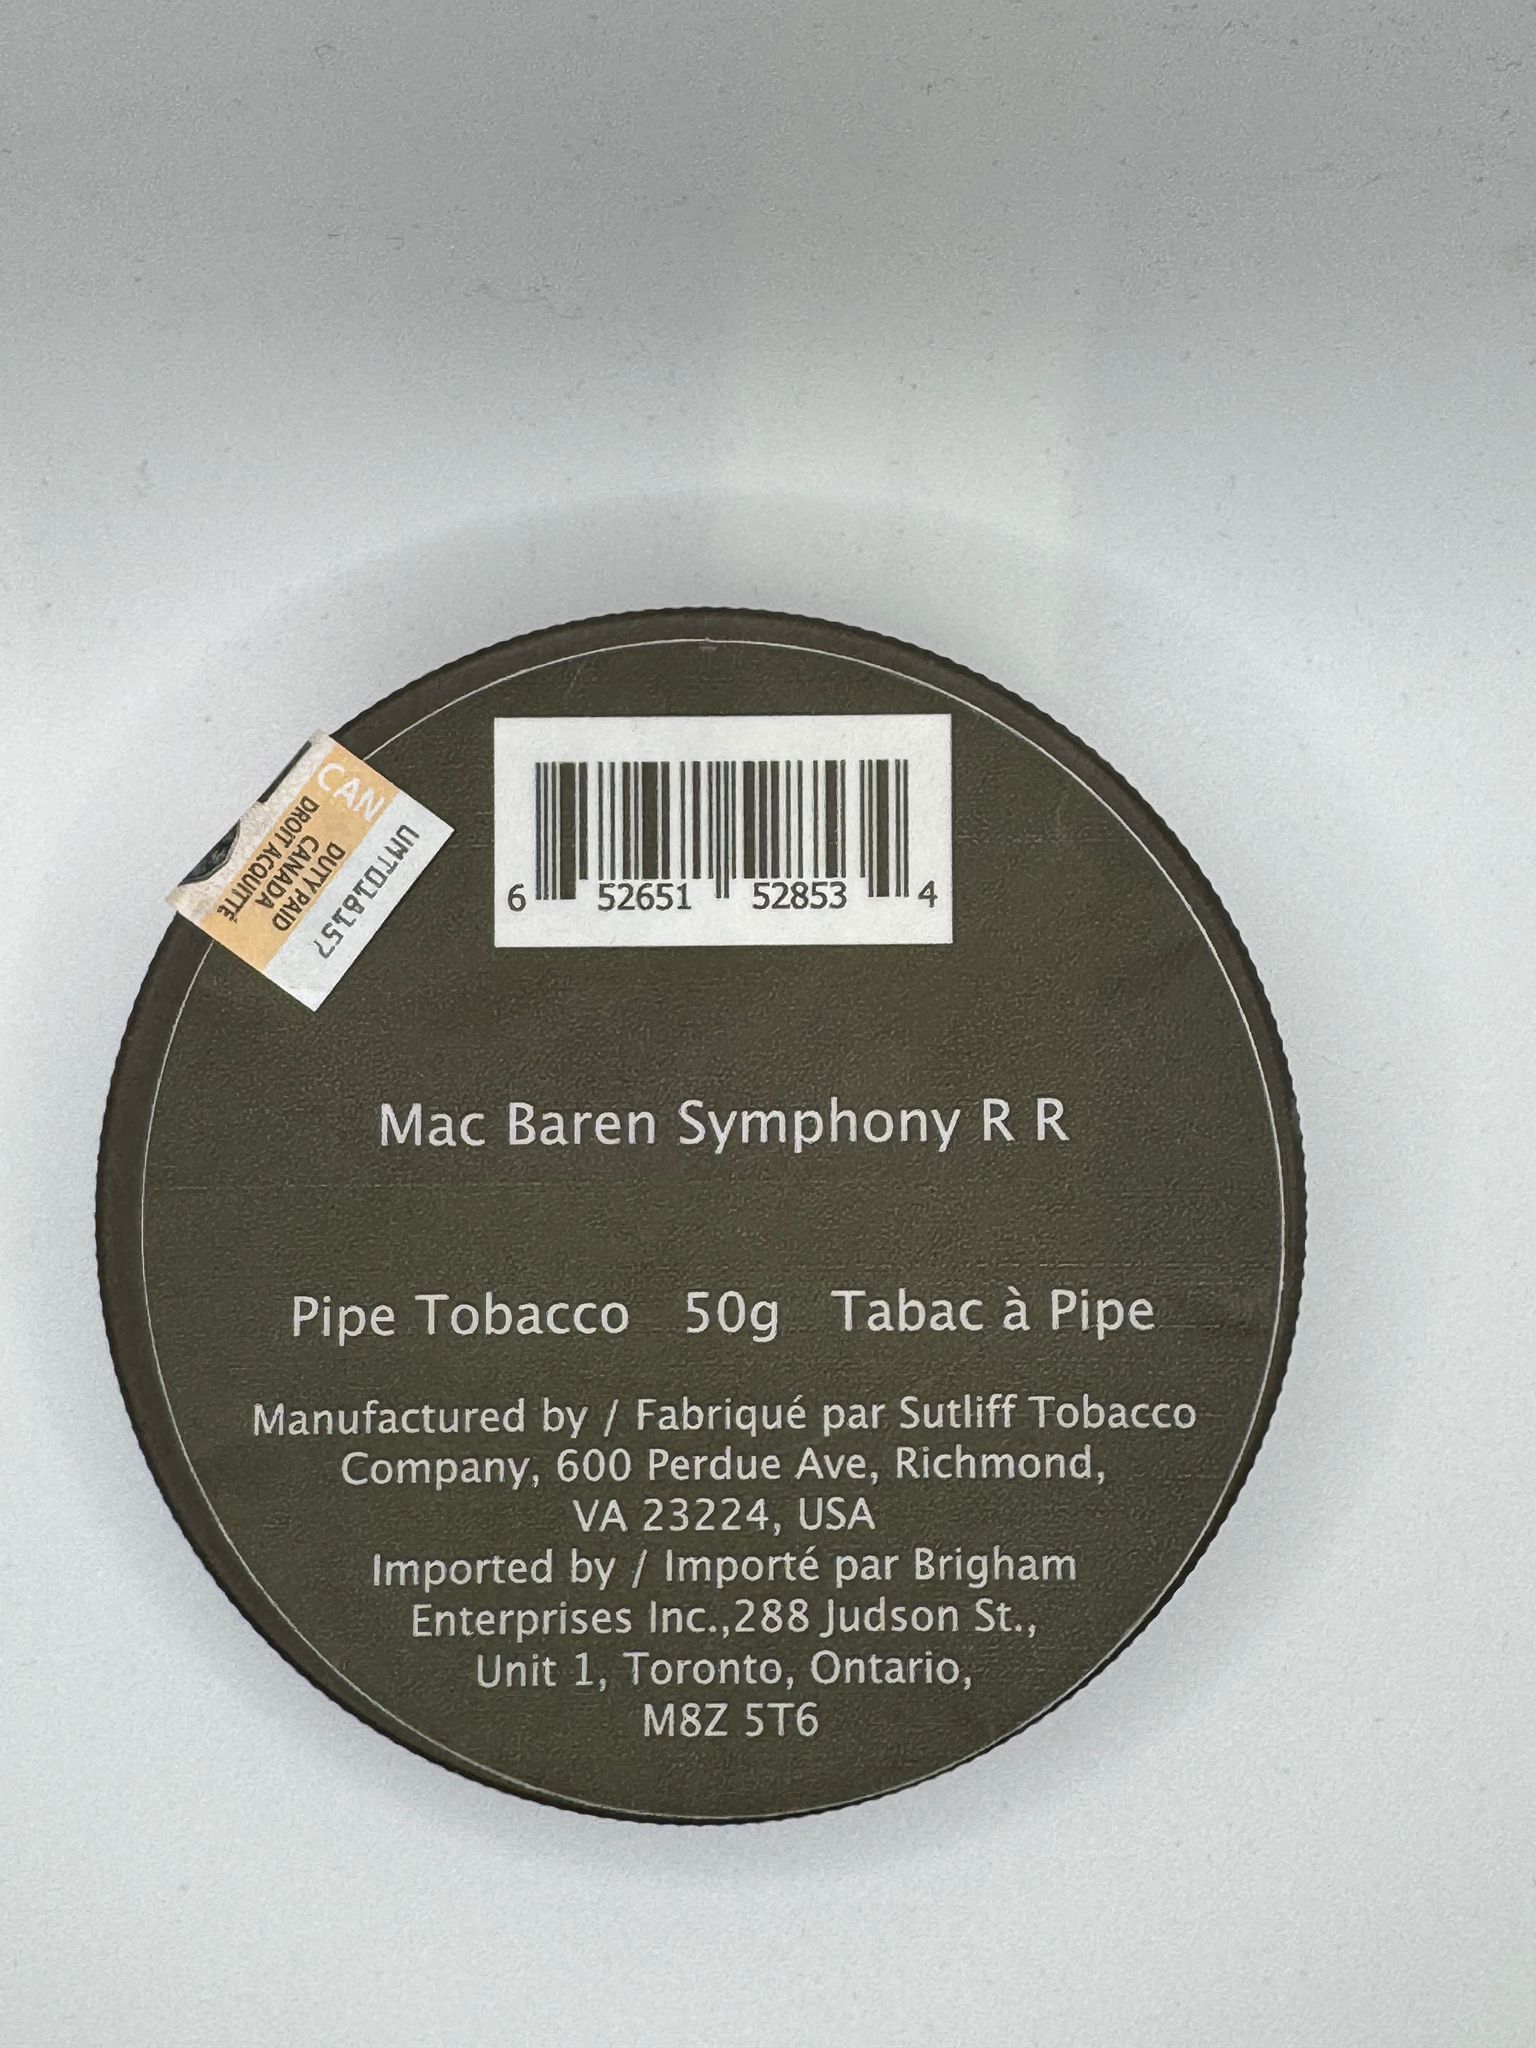 CAN
DUTY PAID
CANADA
DROIT ACQUITTÉ
UMT018157
6 52651 52853 4
Mac Baren Symphony R R
Pipe Tobacco 50g Tabac à Pipe
Manufactured by / Fabriqué par Sutliff Tobacco
Company, 600 Perdue Ave, Richmond,
VA 23224, USA
Imported by / Importé par Brigham
Enterprises Inc.,288 Judson St.,
Unit 1, Toronto, Ontario,
M8Z 5T6